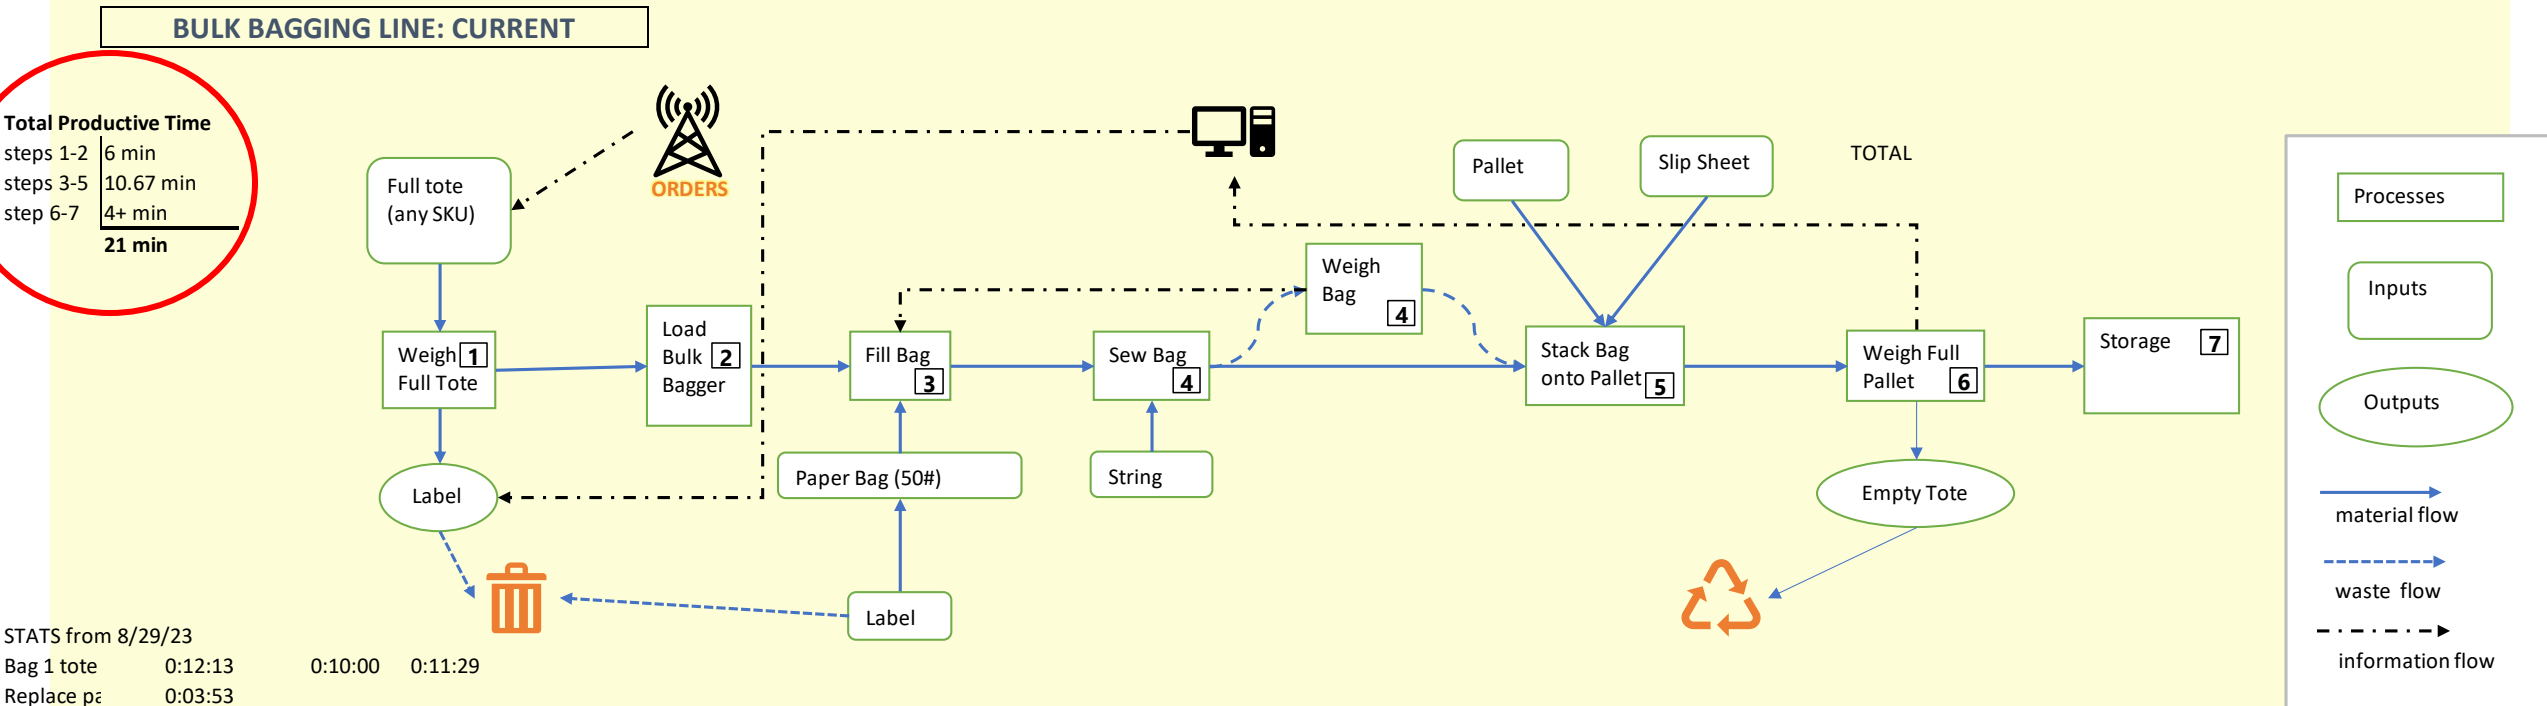 BULK BAGGING LINE: CURRENT
Total Productive Time
steps 1-2 6 min
steps 3-5 10.67 min
step 6-7 4+ min
21 min
ORDERS
Full tote
(any SKU)
Weigh 1
Full Tote
Label
Load
Bulk 2
Bagger
Fill Bag
3
Paper Bag (50#)
Label
Sew Bag
4
String
Weigh
Bag
4
Pallet
Slip Sheet
TOTAL
Stack Bag
onto Pallet 5
Weigh Full
Pallet 6
Empty Tote
Storage 7
Processes
Inputs
Outputs
material flow
waste flow
information flow
STATS from 8/29/23
Bag 1 tote 0:12:13 0:10:00 0:11:29
Replace pa 0:03:53